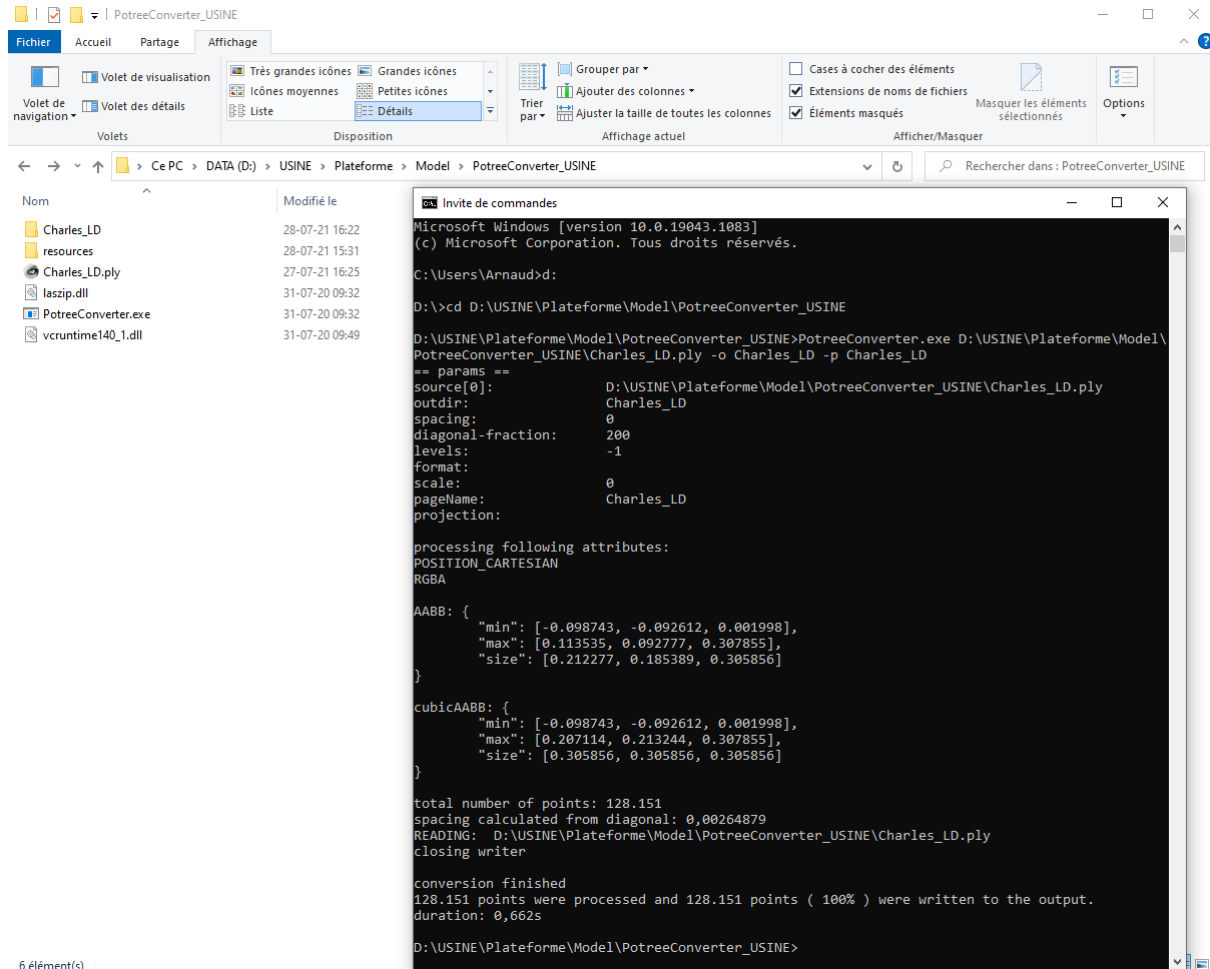 PotreeConverter_USINE
Fichier Accueil Partage Affichage
Volet de navigation
Volet de visualisation
Volet des détails
Volets
Très grandes icônes Grandes icônes
Icônes moyennes Petites icônes
Liste Détails
Disposition
Trier par
Grouper par
Ajouter des colonnes
Ajuster la taille de toutes les colonnes
Affichage actuel
Cases à cocher des éléments
Extensions de noms de fichiers
Éléments masqués
Masquer les éléments sélectionnés
Afficher/Masquer
Options
Ce PC > DATA (D:) > USINE > Plateforme > Model > PotreeConverter_USINE
Rechercher dans : PotreeConverter_USINE
Nom Modifié le
Charles_LD 28-07-21 16:22
resources 28-07-21 15:31
Charles_LD.ply 27-07-21 16:25
laszip.dll 31-07-20 09:32
PotreeConverter.exe 31-07-20 09:32
vcruntime140_1.dll 31-07-20 09:49
6 élément(s)
Invite de commandes
Microsoft Windows [version 10.0.19043.1083]
(c) Microsoft Corporation. Tous droits réservés.
C:\Users\Arnaud>d:
D:\>cd D:\USINE\Plateforme\Model\PotreeConverter_USINE
D:\USINE\Plateforme\Model\PotreeConverter_USINE>PotreeConverter.exe D:\USINE\Plateforme\Model\
PotreeConverter_USINE\Charles_LD.ply -o Charles_LD -p Charles_LD
== params ==
source[0]: D:\USINE\Plateforme\Model\PotreeConverter_USINE\Charles_LD.ply
outdir: Charles_LD
spacing: 0
diagonal-fraction: 200
levels: -1
format:
scale: 0
pageName: Charles_LD
projection:
processing following attributes:
POSITION_CARTESIAN
RGBA
AABB: {
"min": [-0.098743, -0.092612, 0.001998],
"max": [0.113535, 0.092777, 0.307855],
"size": [0.212277, 0.185389, 0.305856]
}
cubicAABB: {
"min": [-0.098743, -0.092612, 0.001998],
"max": [0.207114, 0.213244, 0.307855],
"size": [0.305856, 0.305856, 0.305856]
}
total number of points: 128.151
spacing calculated from diagonal: 0,00264879
READING: D:\USINE\Plateforme\Model\PotreeConverter_USINE\Charles_LD.ply
closing writer
conversion finished
128.151 points were processed and 128.151 points ( 100% ) were written to the output.
duration: 0,662s
D:\USINE\Plateforme\Model\PotreeConverter_USINE>